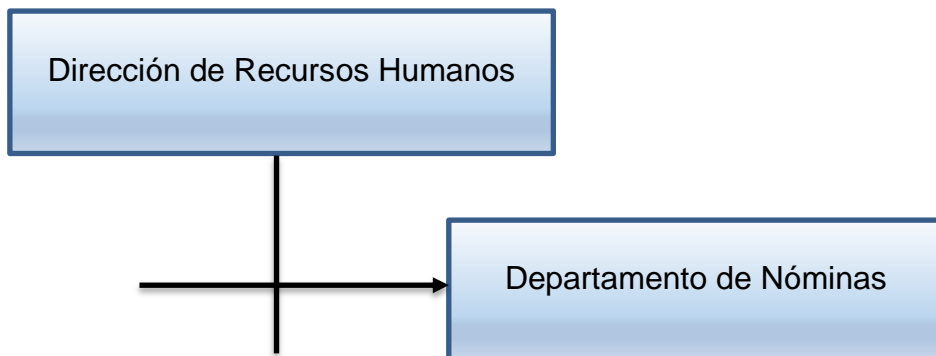 Dirección de Recursos Humanos
Departamento de Nóminas